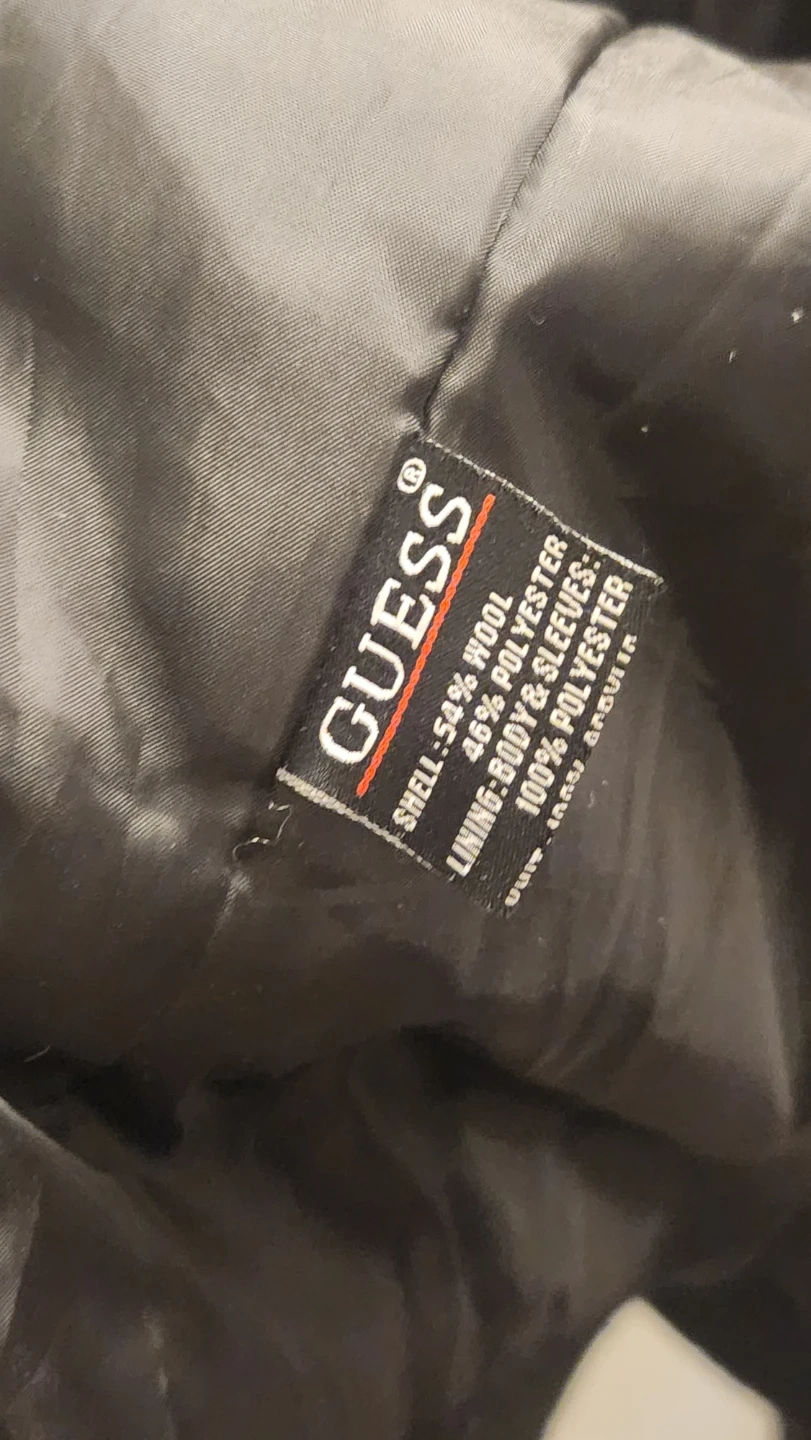 GUESS®
SHELL: 54% WOOL
46% POLYESTER
LINING: BODY & SLEEVES:
100% POLYESTER